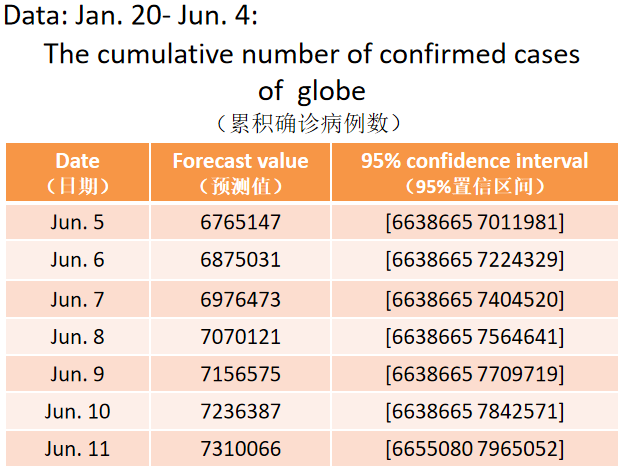 Data: Jan. 20- Jun. 4:
The cumulative number of confirmed cases
of globe
（累积确诊病例数）
Date Forecast value 95% confidence interval
（日期） （预测值） （95%置信区间）
Jun. 5 6765147 [6638665 7011981]
Jun. 6 6875031 [6638665 7224329]
Jun. 7 6976473 [6638665 7404520]
Jun. 8 7070121 [6638665 7564641]
Jun. 9 7156575 [6638665 7709719]
Jun. 10 7236387 [6638665 7842571]
Jun. 11 7310066 [6655080 7965052]